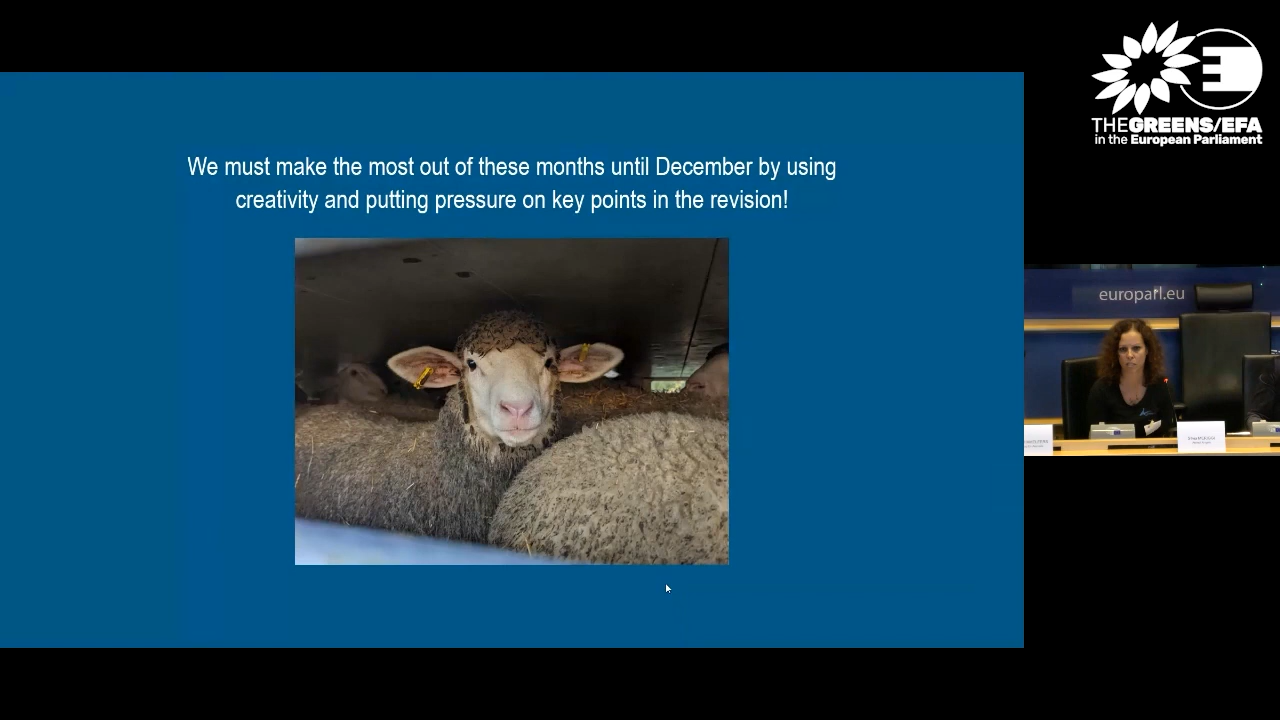 We must make the most out of these months until December by using
creativity and putting pressure on key points in the revision!
THEGREENS/EFA
in the European Parliament
europarl.eu